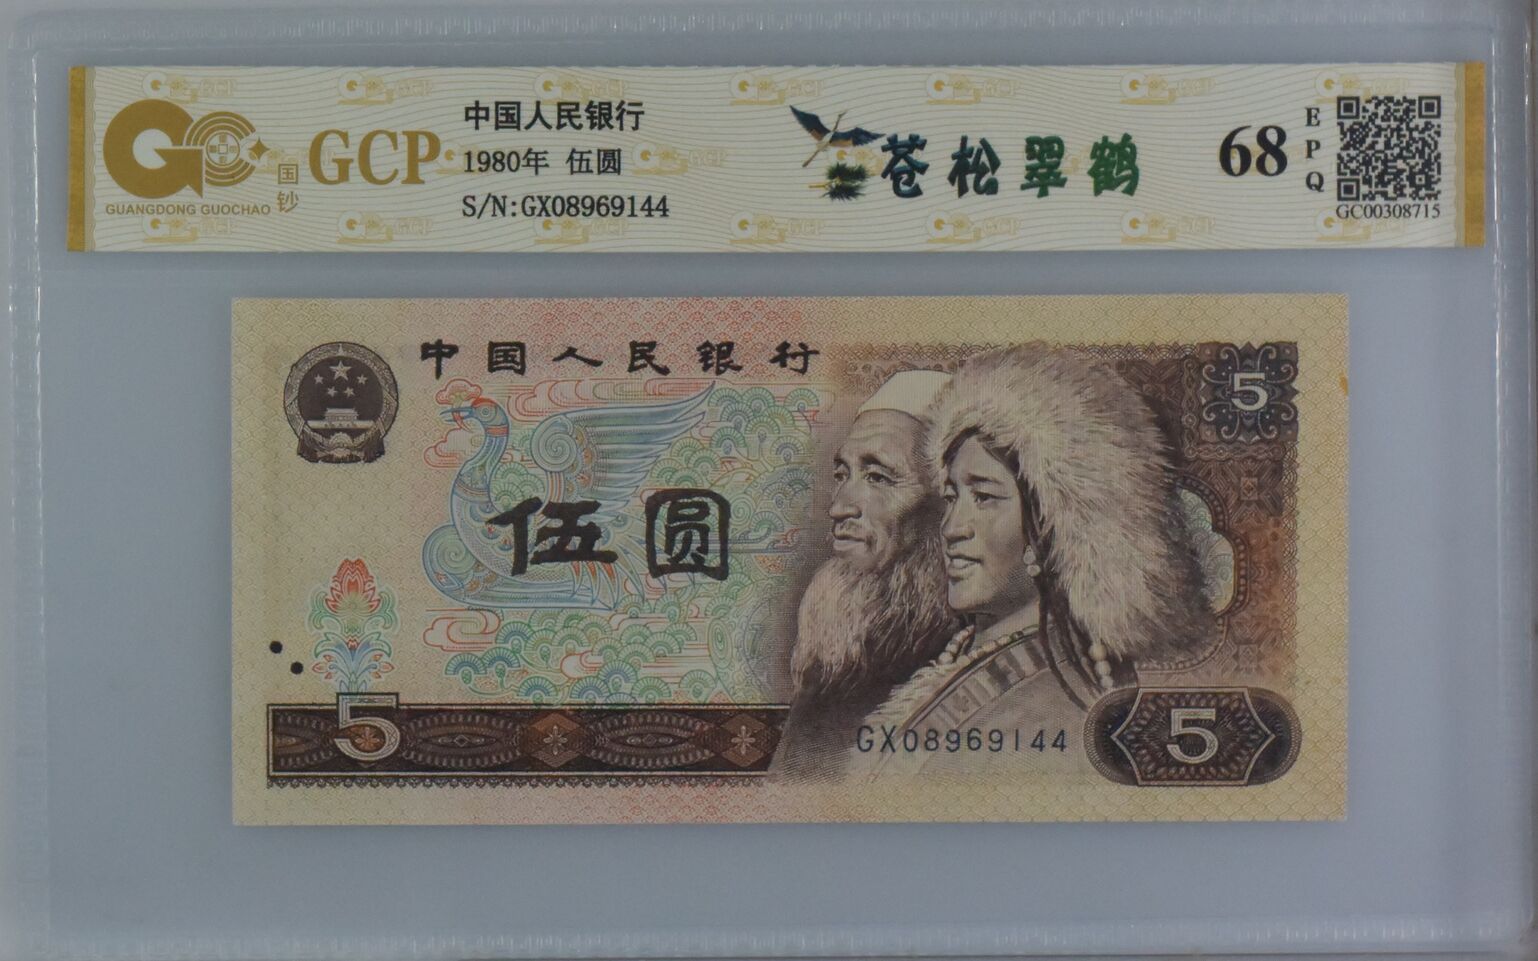 GCP
GUANGDONG GUOCHAO
国钞
中国人民银行
1980年 伍圆
S/N:GX08969144
苍松翠鹤
68
EPQ
GC00308715
中国人民银行
5
伍圆
5
GX08969144
5